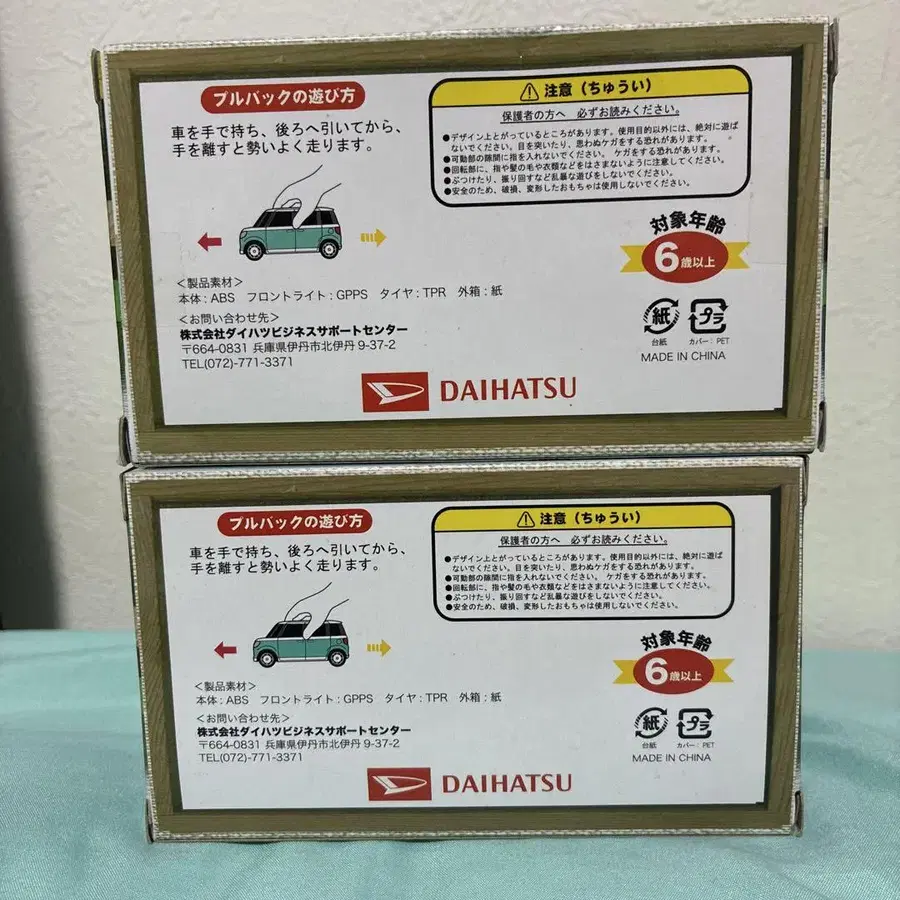 プルバックの遊び方
車を手で持ち、後ろへ引いてから、
手を離すと勢いよく走ります。
⚠ 注意（ちゅうい）
保護者の方へ 必ずお読みください。
●デザイン上とがっているところがあります。使用目的以外には、絶対に遊ば
ないでください。目を突いたり、思わぬケガをする恐れがあります。
●可動部の隙間に指を入れないでください。 ケガをする恐れがあります。
●回転部に、指や髪の毛や衣類などをはさまないように注意してください。
●ぶつけたり、振り回すなど乱暴な遊びをしないでください。
●安全のため、破損、変形したおもちゃは使用しないでください。
対象年齢
6歳以上
＜製品素材＞
本体：ABS フロントライト：GPPS タイヤ：TPR 外箱：紙
＜お問い合わせ先＞
株式会社ダイハツビジネスサポートセンター
〒664-0831 兵庫県伊丹市北伊丹 9-37-2
TEL(072)-771-3371
紙 プラ
台紙 カバー：PET
MADE IN CHINA
DAIHATSU
プルバックの遊び方
車を手で持ち、後ろへ引いてから、
手を離すと勢いよく走ります。
⚠ 注意（ちゅうい）
保護者の方へ 必ずお読みください。
●デザイン上とがっているところがあります。使用目的以外には、絶対に遊ば
ないでください。目を突いたり、思わぬケガをする恐れがあります。
●可動部の隙間に指を入れないでください。 ケガをする恐れがあります。
●回転部に、指や髪の毛や衣類などをはさまないように注意してください。
●ぶつけたり、振り回すなど乱暴な遊びをしないでください。
●安全のため、破損、変形したおもちゃは使用しないでください。
対象年齢
6歳以上
＜製品素材＞
本体：ABS フロントライト：GPPS タイヤ：TPR 外箱：紙
＜お問い合わせ先＞
株式会社ダイハツビジネスサポートセンター
〒664-0831 兵庫県伊丹市北伊丹 9-37-2
TEL(072)-771-3371
紙 プラ
台紙 カバー：PET
MADE IN CHINA
DAIHATSU